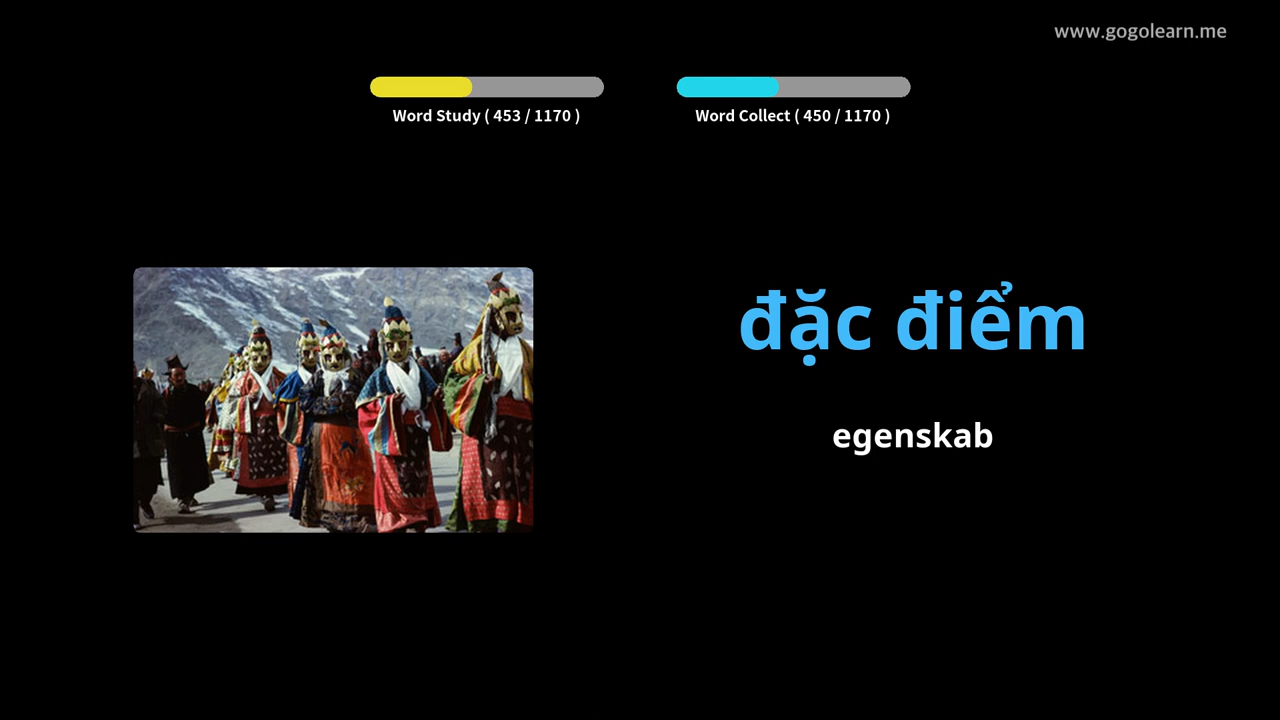 www.gogolearn.me
Word Study ( 453 / 1170 )
Word Collect ( 450 / 1170 )
đặc điểm
egenskab